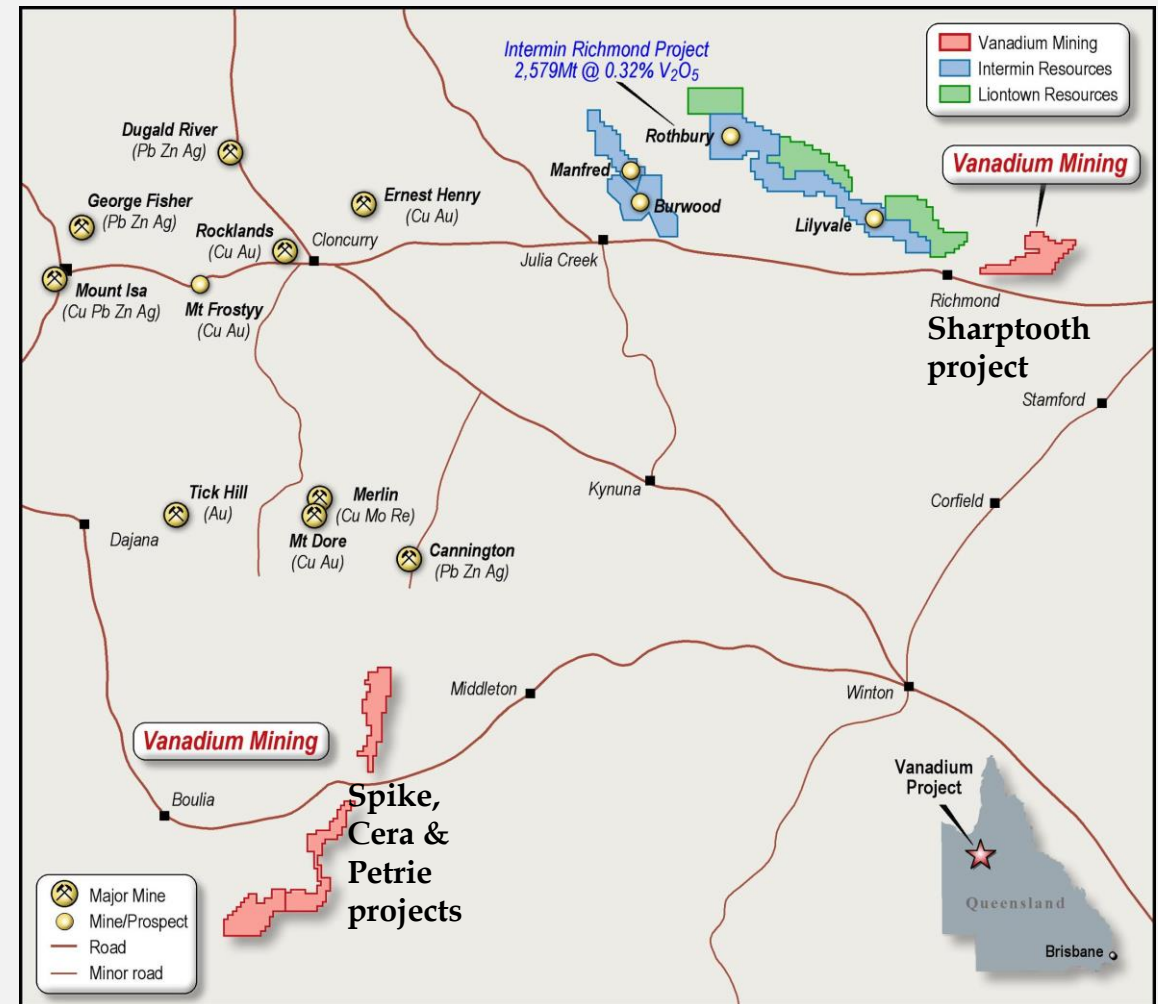 Intermin Richmond Project
2,579Mt @ 0.32% V₂O₅
Vanadium Mining
Intermin Resources
Liontown Resources
Dugald River
(Pb Zn Ag)
Rothbury
Manfred
Burwood
Vanadium Mining
George Fisher
(Pb Zn Ag)
Ernest Henry
(Cu Au)
Rocklands
(Cu Au)
Cloncurry
Lilyvale
Julia Creek
Mount Isa
(Cu Pb Zn Ag)
Mt Frostyy
(Cu Au)
Richmond
Sharptooth
project
Stamford
Kynuna
Corfield
Tick Hill
(Au)
Merlin
(Cu Mo Re)
Dajana
Mt Dore
(Cu Au)
Cannington
(Pb Zn Ag)
Middleton
Winton
Vanadium Mining
Boulia
Spike,
Cera &
Petrie
projects
Vanadium
Project
Queensland
Brisbane
Major Mine
Mine/Prospect
Road
Minor road